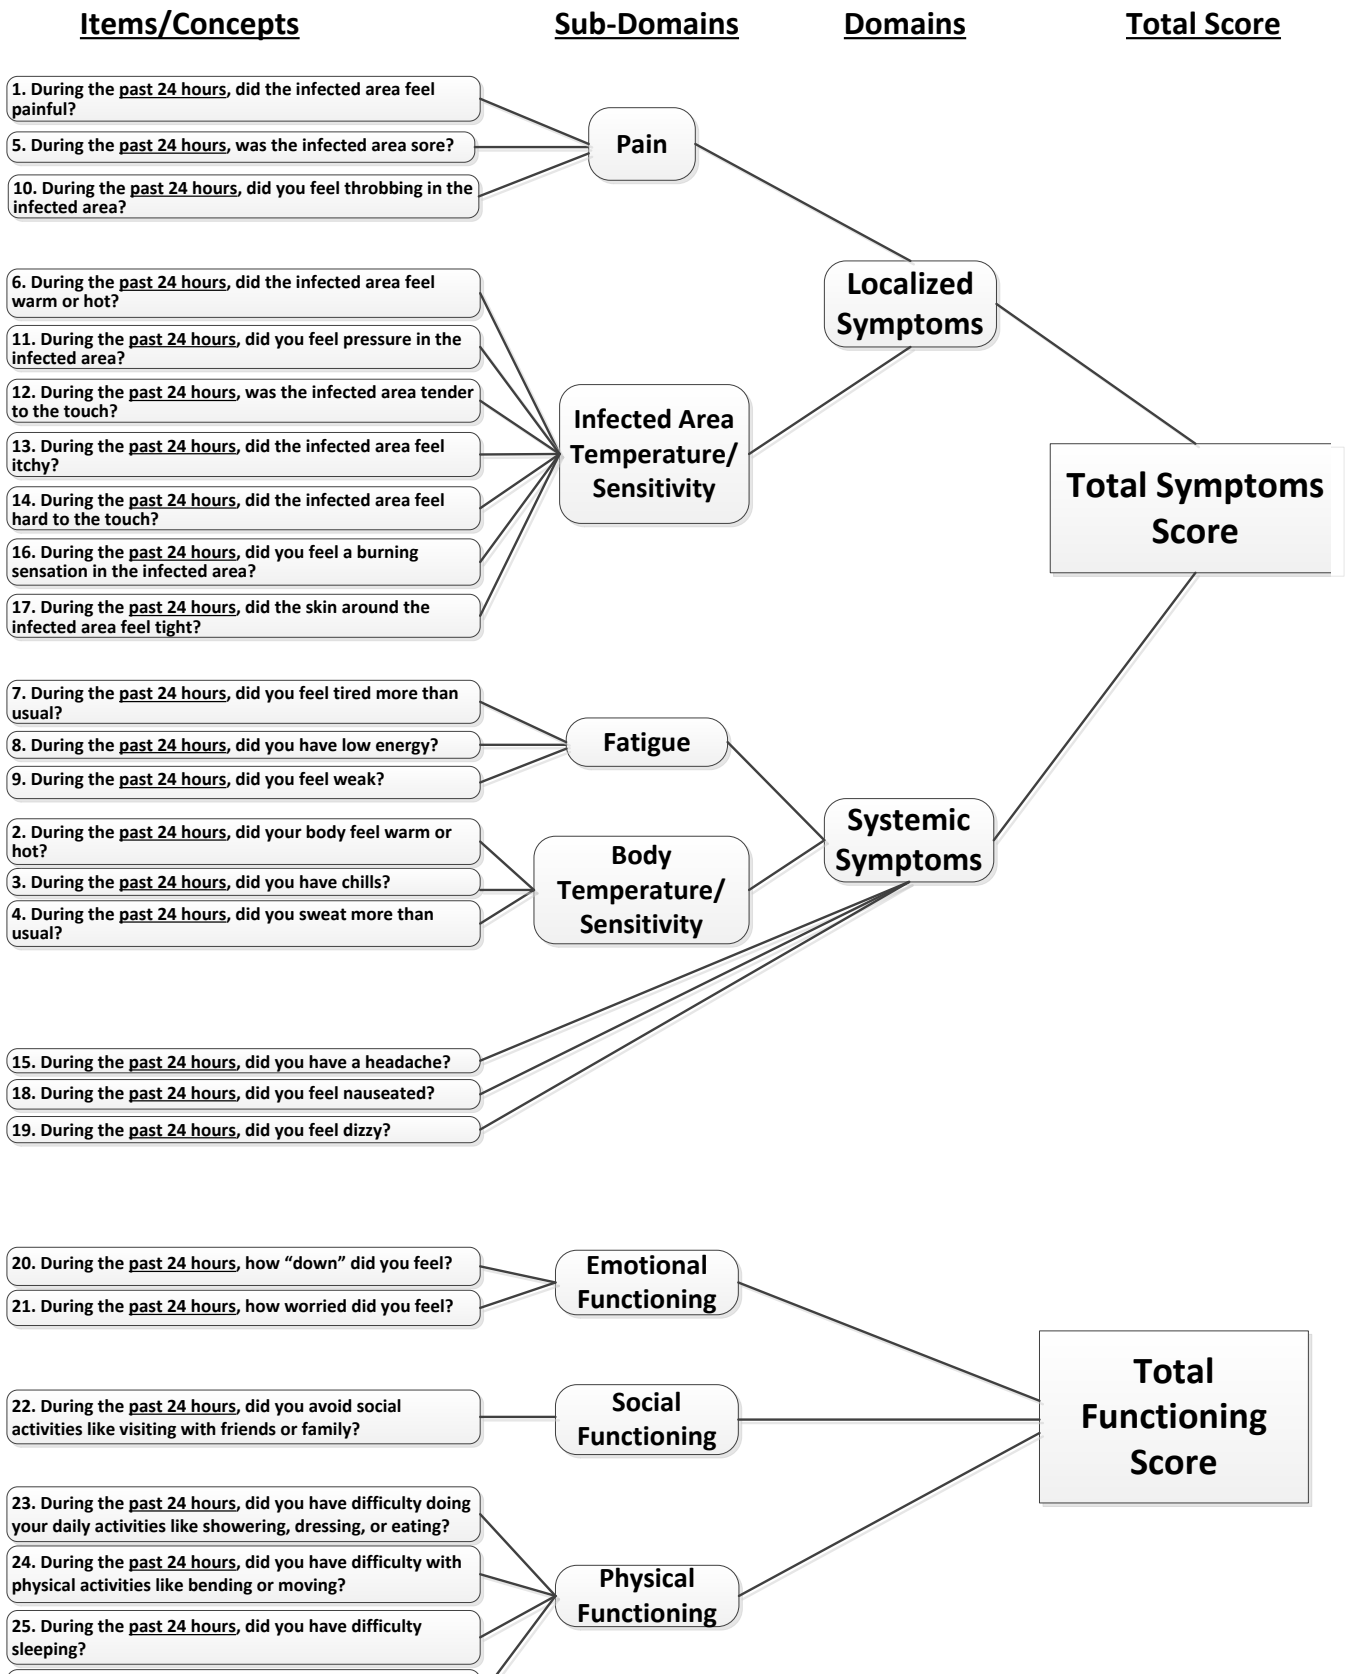 Items/Concepts
Sub-Domains
Domains
Total Score
1. During the past 24 hours, did the infected area feel
painful?
5. During the past 24 hours, was the infected area sore?
10. During the past 24 hours, did you feel throbbing in the
infected area?
Pain
6. During the past 24 hours, did the infected area feel
warm or hot?
11. During the past 24 hours, did you feel pressure in the
infected area?
12. During the past 24 hours, was the infected area tender
to the touch?
13. During the past 24 hours, did the infected area feel
itchy?
14. During the past 24 hours, did the infected area feel
hard to the touch?
16. During the past 24 hours, did you feel a burning
sensation in the infected area?
17. During the past 24 hours, did the skin around the
infected area feel tight?
Infected Area
Temperature/
Sensitivity
Localized
Symptoms
Total Symptoms
Score
7. During the past 24 hours, did you feel tired more than
usual?
8. During the past 24 hours, did you have low energy?
9. During the past 24 hours, did you feel weak?
Fatigue
2. During the past 24 hours, did your body feel warm or
hot?
3. During the past 24 hours, did you have chills?
4. During the past 24 hours, did you sweat more than
usual?
Body
Temperature/
Sensitivity
Systemic
Symptoms
15. During the past 24 hours, did you have a headache?
18. During the past 24 hours, did you feel nauseated?
19. During the past 24 hours, did you feel dizzy?
20. During the past 24 hours, how “down” did you feel?
21. During the past 24 hours, how worried did you feel?
Emotional
Functioning
22. During the past 24 hours, did you avoid social
activities like visiting with friends or family?
Social
Functioning
Total
Functioning
Score
23. During the past 24 hours, did you have difficulty doing
your daily activities like showering, dressing, or eating?
24. During the past 24 hours, did you have difficulty with
physical activities like bending or moving?
25. During the past 24 hours, did you have difficulty
sleeping?
Physical
Functioning